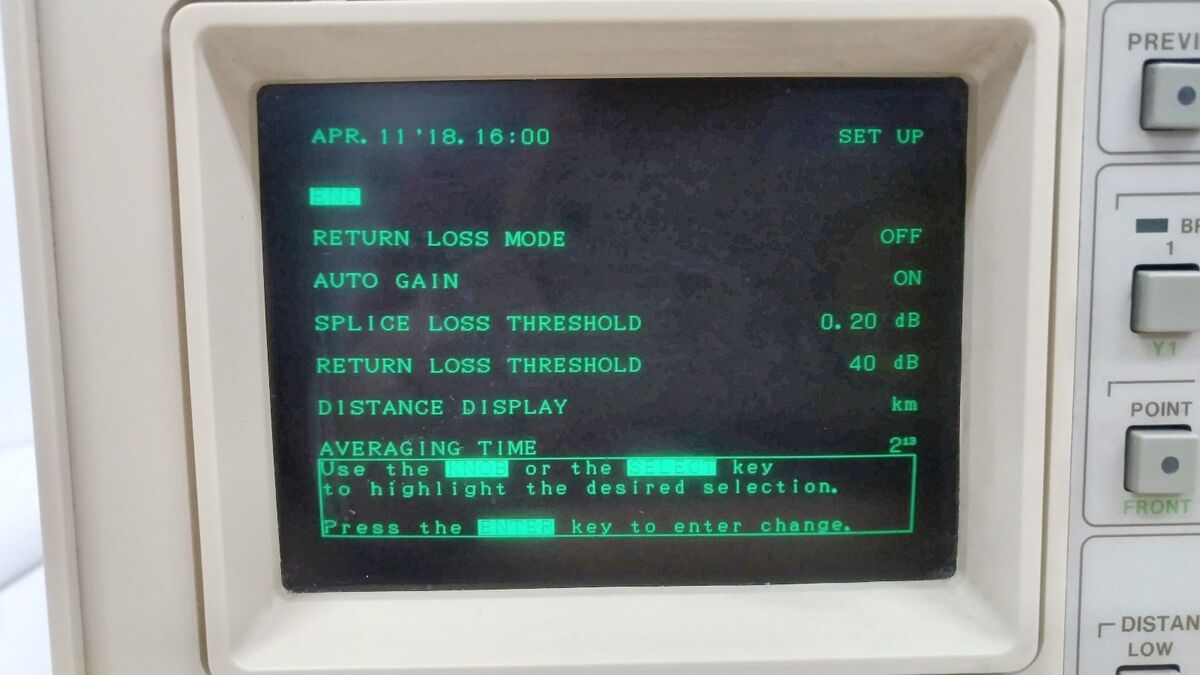 APR. 11 '18. 16:00
SET UP
END
RETURN LOSS MODE OFF
AUTO GAIN ON
SPLICE LOSS THRESHOLD 0.20 dB
RETURN LOSS THRESHOLD 40 dB
DISTANCE DISPLAY km
AVERAGING TIME 2¹³
Use the KNOB or the SELECT key
to highlight the desired selection.
Press the ENTER key to enter change.
PREVI
1
Y1
POINT
FRONT
DISTAN
LOW